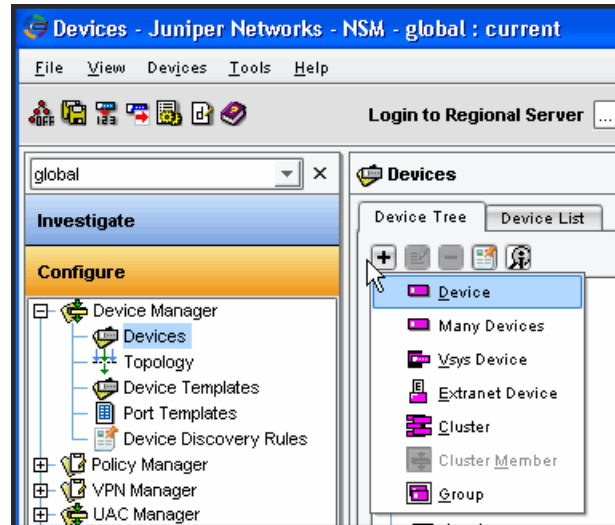 Devices - Juniper Networks - NSM - global : current
File View Devices Tools Help
OFF 123 Login to Regional Server ...
global
Devices
Investigate
Device Tree Device List
Configure
Device
Device Manager
Devices
Many Devices
Topology
Vsys Device
Device Templates
Extranet Device
Port Templates
Cluster
Device Discovery Rules
Cluster Member
Policy Manager
VPN Manager
Group
UAC Manager